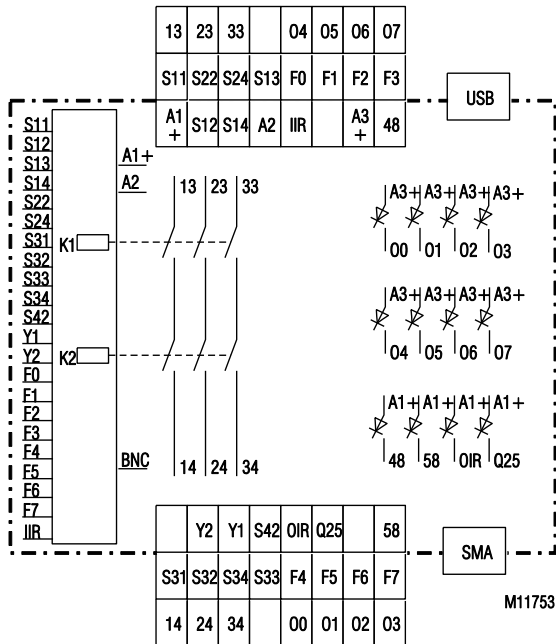 13 23 33 04 05 06 07
S11 S22 S24 S13 F0 F1 F2 F3
A1+ S12 S14 A2 IIR A3+ 48
USB
S11
S12
S13
S14
S22
S24
S31
S32
S33
S34
S42
Y1
Y2
F0
F1
F2
F3
F4
F5
F6
F7
IIR
K1
K2
A1+
A2
BNC
13 23 33
14 24 34
A3+ A3+ A3+ A3+
00 01 02 03
A3+ A3+ A3+ A3+
04 05 06 07
A1+ A1+ A1+ A1+
48 58 OIR Q25
Y2 Y1 S42 OIR Q25 58
S31 S32 S34 S33 F4 F5 F6 F7
14 24 34 00 01 02 03
SMA
M11753